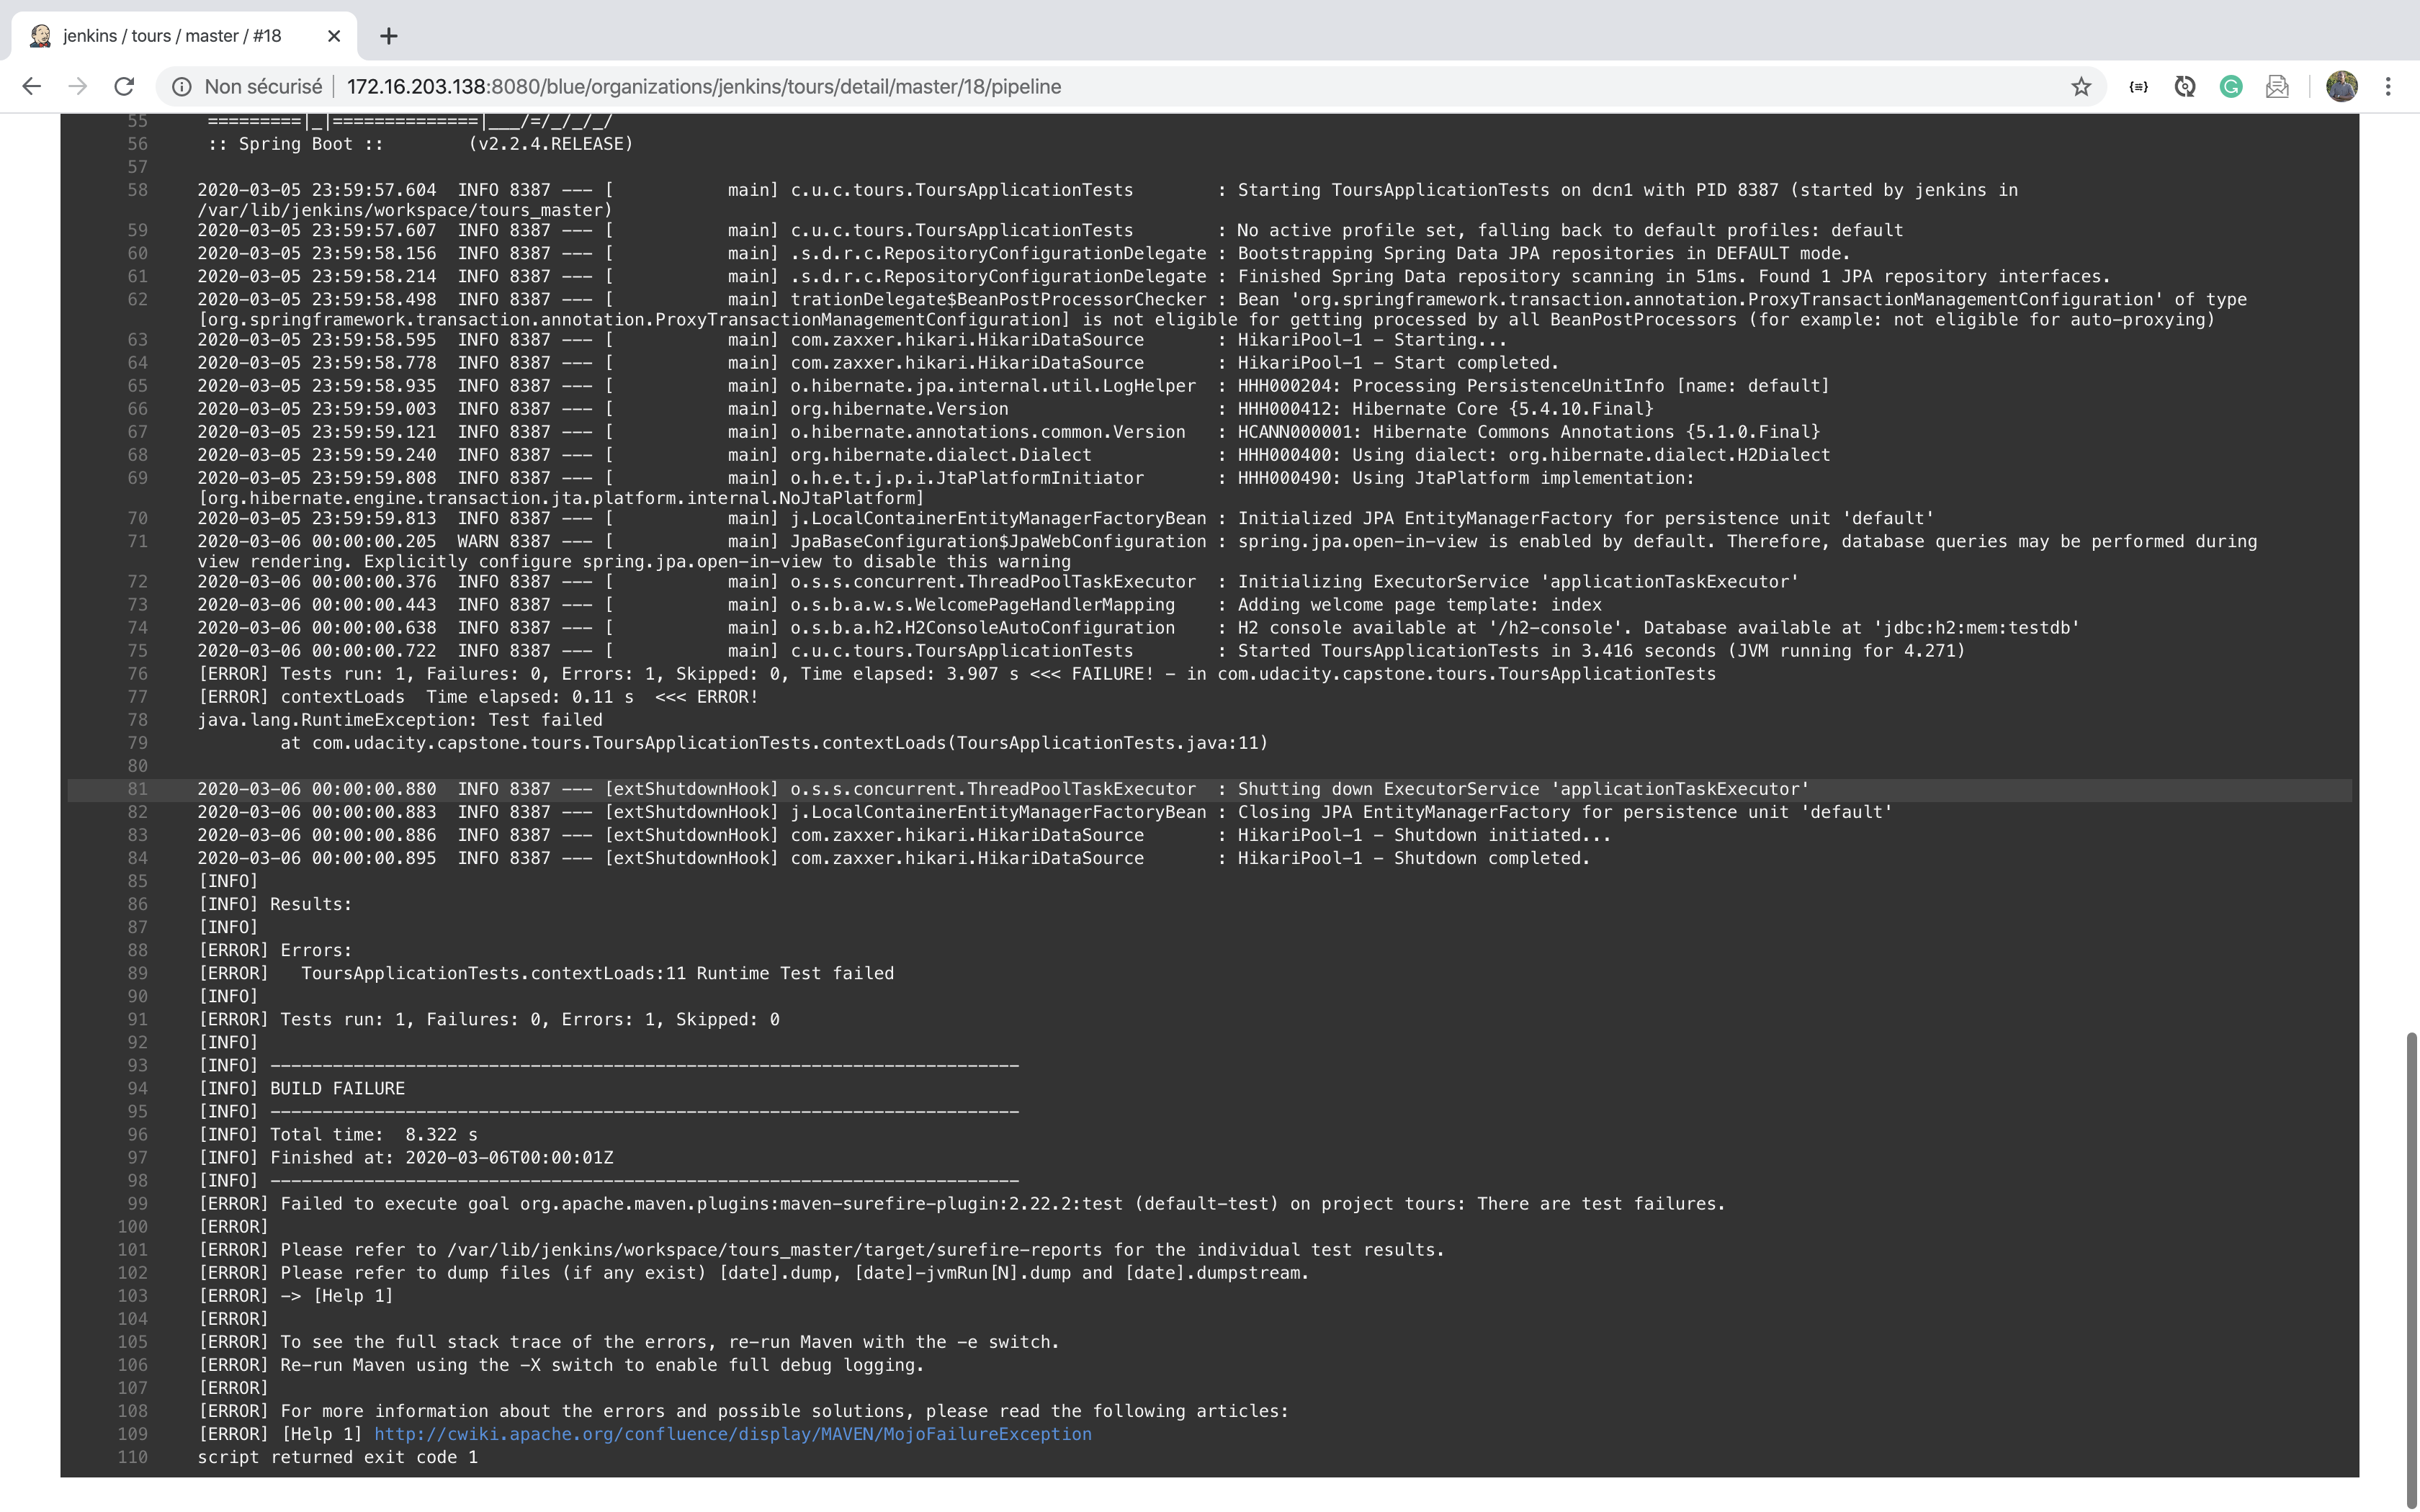 jenkins / tours / master / #18
Non sécurisé 172.16.203.138:8080/blue/organizations/jenkins/tours/detail/master/18/pipeline
55 =========|_|==============|___/=/_/_/_/
56 :: Spring Boot ::        (v2.2.4.RELEASE)
57
58 2020-03-05 23:59:57.604  INFO 8387 --- [           main] c.u.c.tours.ToursApplicationTests        : Starting ToursApplicationTests on dcn1 with PID 8387 (started by jenkins in
/var/lib/jenkins/workspace/tours_master)
59 2020-03-05 23:59:57.607  INFO 8387 --- [           main] c.u.c.tours.ToursApplicationTests        : No active profile set, falling back to default profiles: default
60 2020-03-05 23:59:58.156  INFO 8387 --- [           main] .s.d.r.c.RepositoryConfigurationDelegate : Bootstrapping Spring Data JPA repositories in DEFAULT mode.
61 2020-03-05 23:59:58.214  INFO 8387 --- [           main] .s.d.r.c.RepositoryConfigurationDelegate : Finished Spring Data repository scanning in 51ms. Found 1 JPA repository interfaces.
62 2020-03-05 23:59:58.498  INFO 8387 --- [           main] trationDelegate$BeanPostProcessorChecker : Bean 'org.springframework.transaction.annotation.ProxyTransactionManagementConfiguration' of type
[org.springframework.transaction.annotation.ProxyTransactionManagementConfiguration] is not eligible for getting processed by all BeanPostProcessors (for example: not eligible for auto-proxying)
63 2020-03-05 23:59:58.595  INFO 8387 --- [           main] com.zaxxer.hikari.HikariDataSource       : HikariPool-1 - Starting...
64 2020-03-05 23:59:58.778  INFO 8387 --- [           main] com.zaxxer.hikari.HikariDataSource       : HikariPool-1 - Start completed.
65 2020-03-05 23:59:58.935  INFO 8387 --- [           main] o.hibernate.jpa.internal.util.LogHelper  : HHH000204: Processing PersistenceUnitInfo [name: default]
66 2020-03-05 23:59:59.003  INFO 8387 --- [           main] org.hibernate.Version                    : HHH000412: Hibernate Core {5.4.10.Final}
67 2020-03-05 23:59:59.121  INFO 8387 --- [           main] o.hibernate.annotations.common.Version   : HCANN000001: Hibernate Commons Annotations {5.1.0.Final}
68 2020-03-05 23:59:59.240  INFO 8387 --- [           main] org.hibernate.dialect.Dialect            : HHH000400: Using dialect: org.hibernate.dialect.H2Dialect
69 2020-03-05 23:59:59.808  INFO 8387 --- [           main] o.h.e.t.j.p.i.JtaPlatformInitiator       : HHH000490: Using JtaPlatform implementation:
[org.hibernate.engine.transaction.jta.platform.internal.NoJtaPlatform]
70 2020-03-05 23:59:59.813  INFO 8387 --- [           main] j.LocalContainerEntityManagerFactoryBean : Initialized JPA EntityManagerFactory for persistence unit 'default'
71 2020-03-06 00:00:00.205  WARN 8387 --- [           main] JpaBaseConfiguration$JpaWebConfiguration : spring.jpa.open-in-view is enabled by default. Therefore, database queries may be performed during
view rendering. Explicitly configure spring.jpa.open-in-view to disable this warning
72 2020-03-06 00:00:00.376  INFO 8387 --- [           main] o.s.s.concurrent.ThreadPoolTaskExecutor  : Initializing ExecutorService 'applicationTaskExecutor'
73 2020-03-06 00:00:00.443  INFO 8387 --- [           main] o.s.b.a.w.s.WelcomePageHandlerMapping    : Adding welcome page template: index
74 2020-03-06 00:00:00.638  INFO 8387 --- [           main] o.s.b.a.h2.H2ConsoleAutoConfiguration    : H2 console available at '/h2-console'. Database available at 'jdbc:h2:mem:testdb'
75 2020-03-06 00:00:00.722  INFO 8387 --- [           main] c.u.c.tours.ToursApplicationTests        : Started ToursApplicationTests in 3.416 seconds (JVM running for 4.271)
76 [ERROR] Tests run: 1, Failures: 0, Errors: 1, Skipped: 0, Time elapsed: 3.907 s <<< FAILURE! - in com.udacity.capstone.tours.ToursApplicationTests
77 [ERROR] contextLoads  Time elapsed: 0.11 s  <<< ERROR!
78 java.lang.RuntimeException: Test failed
79         at com.udacity.capstone.tours.ToursApplicationTests.contextLoads(ToursApplicationTests.java:11)
80
81 2020-03-06 00:00:00.880  INFO 8387 --- [extShutdownHook] o.s.s.concurrent.ThreadPoolTaskExecutor  : Shutting down ExecutorService 'applicationTaskExecutor'
82 2020-03-06 00:00:00.883  INFO 8387 --- [extShutdownHook] j.LocalContainerEntityManagerFactoryBean : Closing JPA EntityManagerFactory for persistence unit 'default'
83 2020-03-06 00:00:00.886  INFO 8387 --- [extShutdownHook] com.zaxxer.hikari.HikariDataSource       : HikariPool-1 - Shutdown initiated...
84 2020-03-06 00:00:00.895  INFO 8387 --- [extShutdownHook] com.zaxxer.hikari.HikariDataSource       : HikariPool-1 - Shutdown completed.
85 [INFO]
86 [INFO] Results:
87 [INFO]
88 [ERROR] Errors:
89 [ERROR]   ToursApplicationTests.contextLoads:11 Runtime Test failed
90 [INFO]
91 [ERROR] Tests run: 1, Failures: 0, Errors: 1, Skipped: 0
92 [INFO]
93 [INFO] ------------------------------------------------------------------------
94 [INFO] BUILD FAILURE
95 [INFO] ------------------------------------------------------------------------
96 [INFO] Total time:  8.322 s
97 [INFO] Finished at: 2020-03-06T00:00:01Z
98 [INFO] ------------------------------------------------------------------------
99 [ERROR] Failed to execute goal org.apache.maven.plugins:maven-surefire-plugin:2.22.2:test (default-test) on project tours: There are test failures.
100 [ERROR]
101 [ERROR] Please refer to /var/lib/jenkins/workspace/tours_master/target/surefire-reports for the individual test results.
102 [ERROR] Please refer to dump files (if any exist) [date].dump, [date]-jvmRun[N].dump and [date].dumpstream.
103 [ERROR] -> [Help 1]
104 [ERROR]
105 [ERROR] To see the full stack trace of the errors, re-run Maven with the -e switch.
106 [ERROR] Re-run Maven using the -X switch to enable full debug logging.
107 [ERROR]
108 [ERROR] For more information about the errors and possible solutions, please read the following articles:
109 [ERROR] [Help 1] http://cwiki.apache.org/confluence/display/MAVEN/MojoFailureException
110 script returned exit code 1